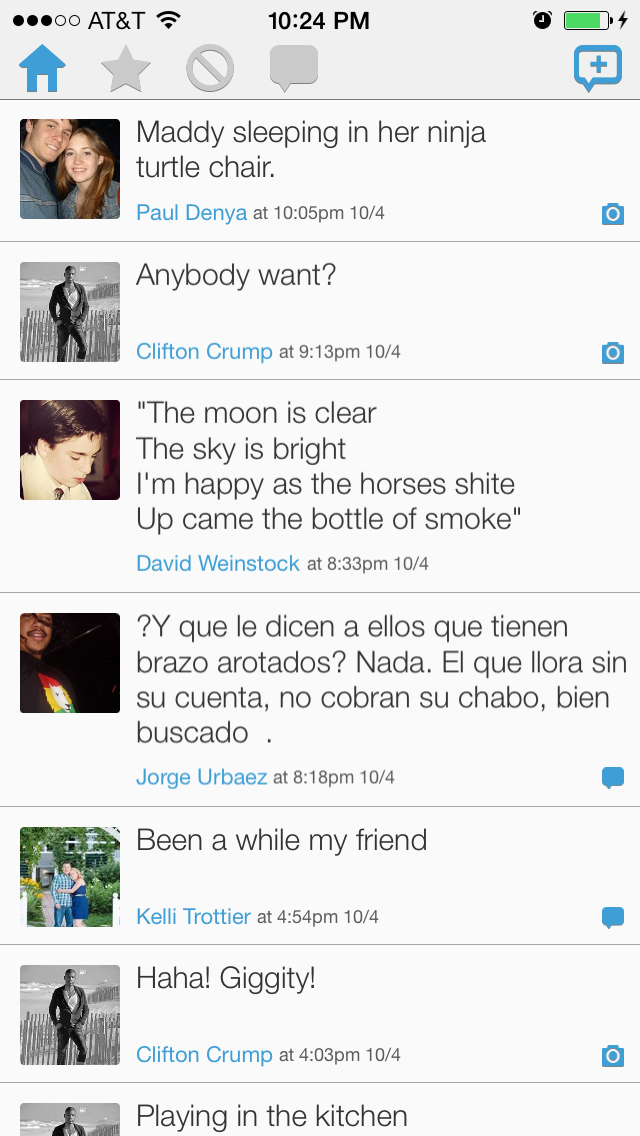 AT&T 10:24 PM
Maddy sleeping in her ninja
turtle chair.
Paul Denya at 10:05pm 10/4
Anybody want?
Clifton Crump at 9:13pm 10/4
"The moon is clear
The sky is bright
I'm happy as the horses shite
Up came the bottle of smoke"
David Weinstock at 8:33pm 10/4
?Y que le dicen a ellos que tienen
brazo arotados? Nada. El que llora sin
su cuenta, no cobran su chabo, bien
buscado  .
Jorge Urbaez at 8:18pm 10/4
Been a while my friend
Kelli Trottier at 4:54pm 10/4
Haha! Giggity!
Clifton Crump at 4:03pm 10/4
Playing in the kitchen